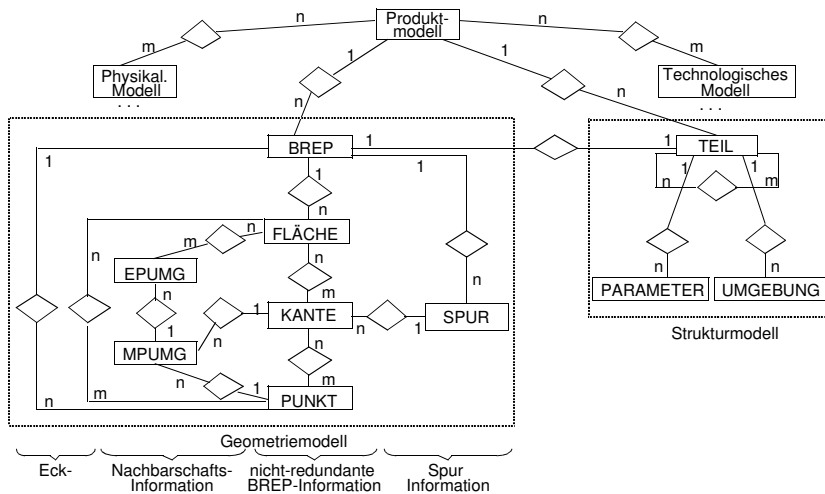 Produkt-
modell
n
n
m
1
1
m
Physikal.
Modell
. . .
Technologisches
Modell
. . .
n
n
BREP
1
1
1
1
1
TEIL
1
1
n
m
n
FLÄCHE
n
m
n
n
EPUMG
n
m
n
n
n
PARAMETER
UMGEBUNG
1
1
KANTE
n
1
SPUR
n
MPUMG
n
n
1
m
m
n
PUNKT
Strukturmodell
Geometriemodell
Eck-
Nachbarschafts-
Information
nicht-redundante
BREP-Information
Spur
Information